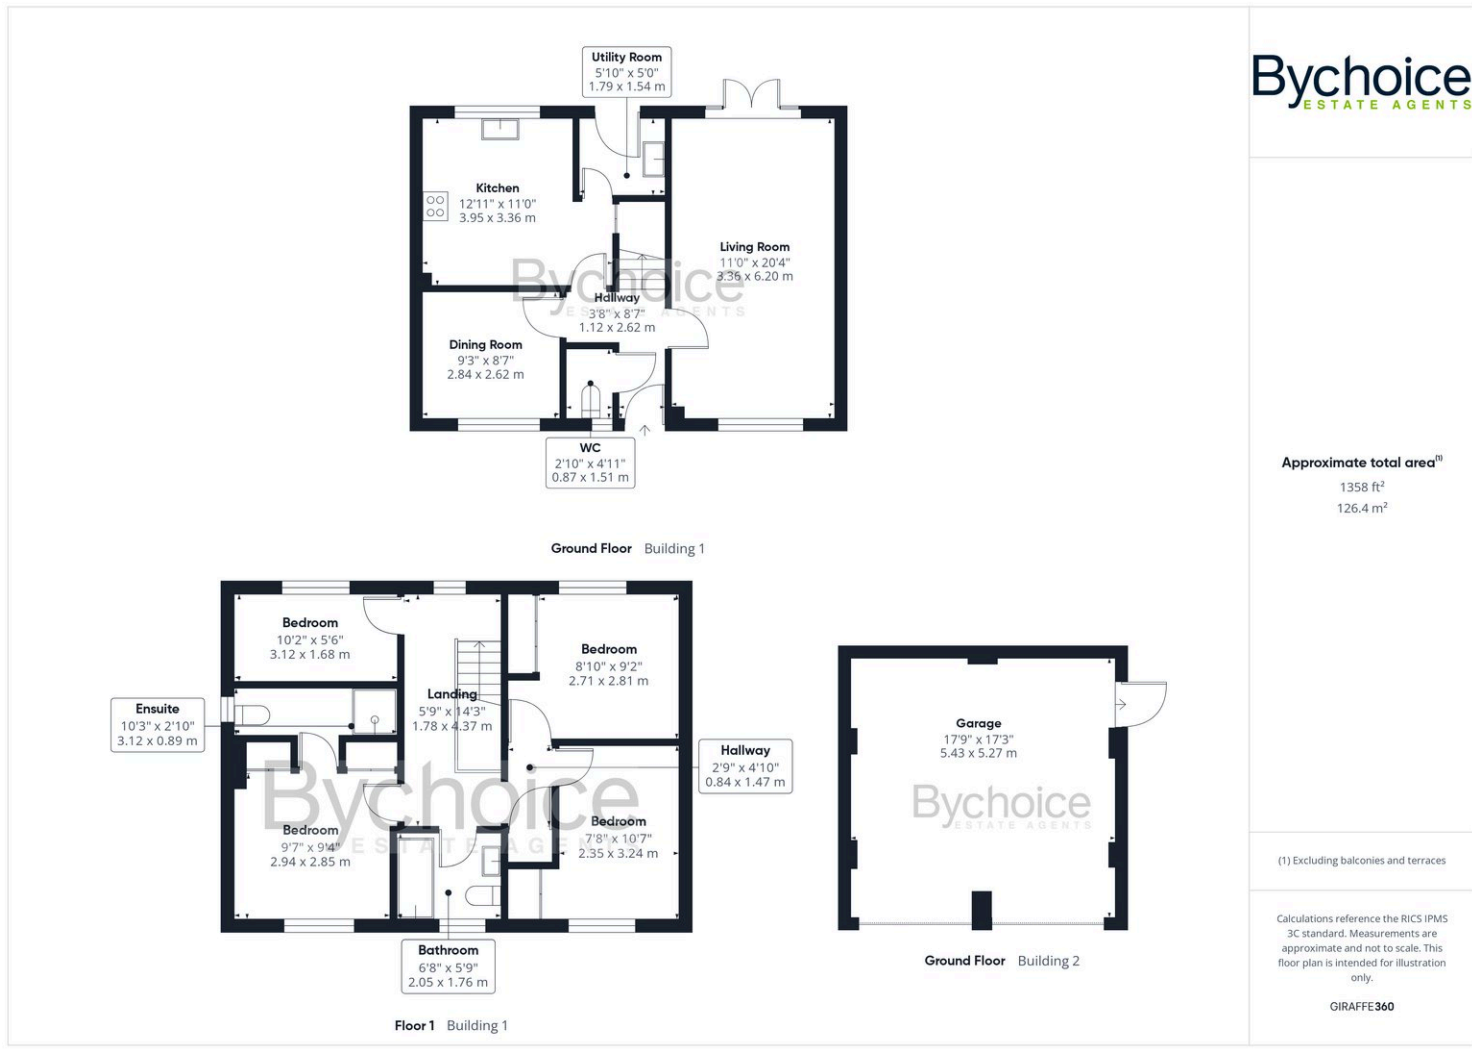 Utility Room
5'10" x 5'0"
1.79 x 1.54 m
Kitchen
12'11" x 11'0"
3.95 x 3.36 m
Living Room
11'0" x 20'4"
3.36 x 6.20 m
Bychoice
ESTATE AGENTS
Hallway
3'8" x 8'7"
1.12 x 2.62 m
Dining Room
9'3" x 8'7"
2.84 x 2.62 m
WC
2'10" x 4'11"
0.87 x 1.51 m
Ground Floor Building 1
Bedroom
10'2" x 5'6"
3.12 x 1.68 m
Bedroom
8'10" x 9'2"
2.71 x 2.81 m
Landing
5'9" x 14'3"
1.78 x 4.37 m
Ensuite
10'3" x 2'10"
3.12 x 0.89 m
Hallway
2'9" x 4'10"
0.84 x 1.47 m
Bychoice
ESTATE AGENTS
Bedroom
9'7" x 9'4"
2.94 x 2.85 m
Bedroom
7'8" x 10'7"
2.35 x 3.24 m
Bathroom
6'8" x 5'9"
2.05 x 1.76 m
Floor 1 Building 1
Garage
17'9" x 17'3"
5.43 x 5.27 m
Bychoice
ESTATE AGENTS
Ground Floor Building 2
Bychoice
ESTATE AGENTS
Approximate total area(1)
1358 ft²
126.4 m²
(1) Excluding balconies and terraces
Calculations reference the RICS IPMS
3C standard. Measurements are
approximate and not to scale. This
floor plan is intended for illustration
only.
GIRAFFE360